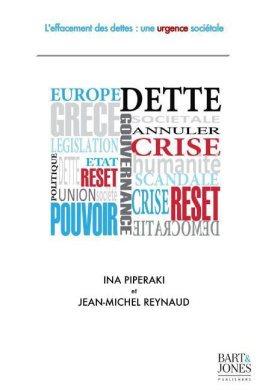 L'effacement des dettes : une urgence sociétale
EUROPE
DETTE
GRECE
SOCIETALE
ANNULER
LEGISLATION
CRISE
POLITIQUE
DETTE
ETAT
RESET
GOUVERNANCE
humanité
SCANDALE
UNION
société
CRISE
RESET
POUVOIR
DEMOCRATIE
INA PIPERAKI
et
JEAN-MICHEL REYNAUD
BART&
JONES
PUBLISHERS